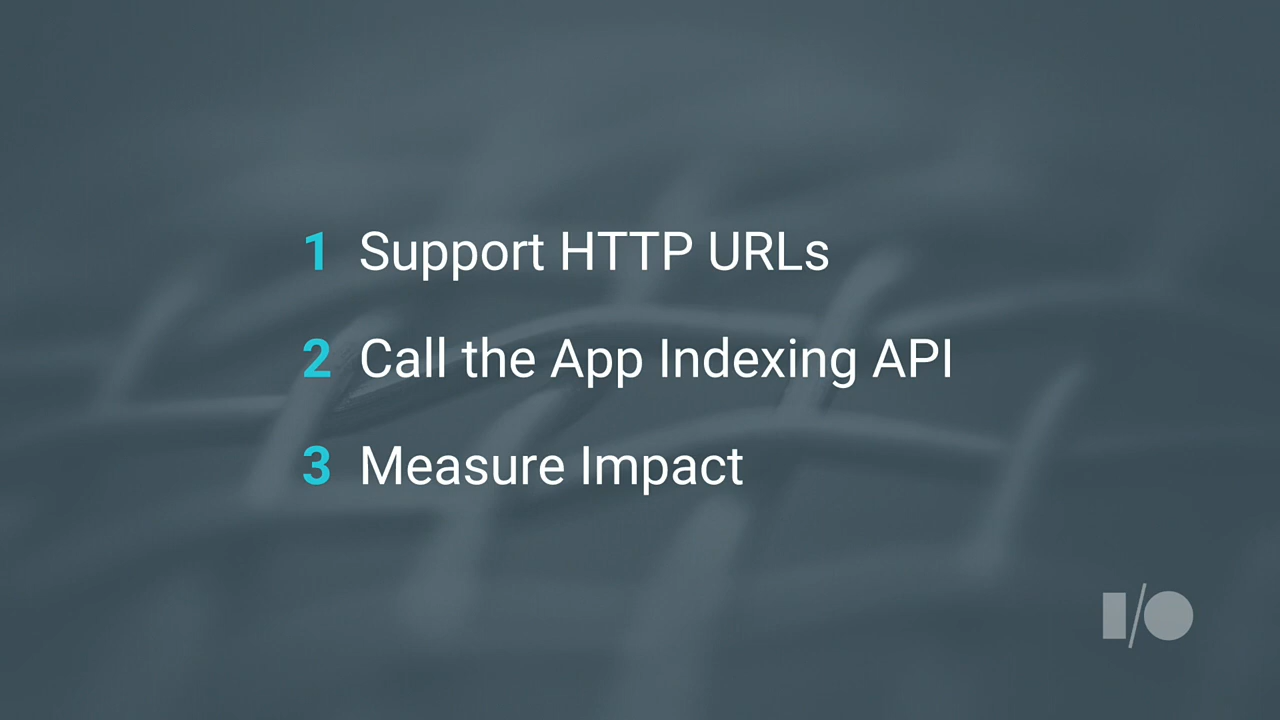 1 Support HTTP URLs
2 Call the App Indexing API
3 Measure Impact
I/O